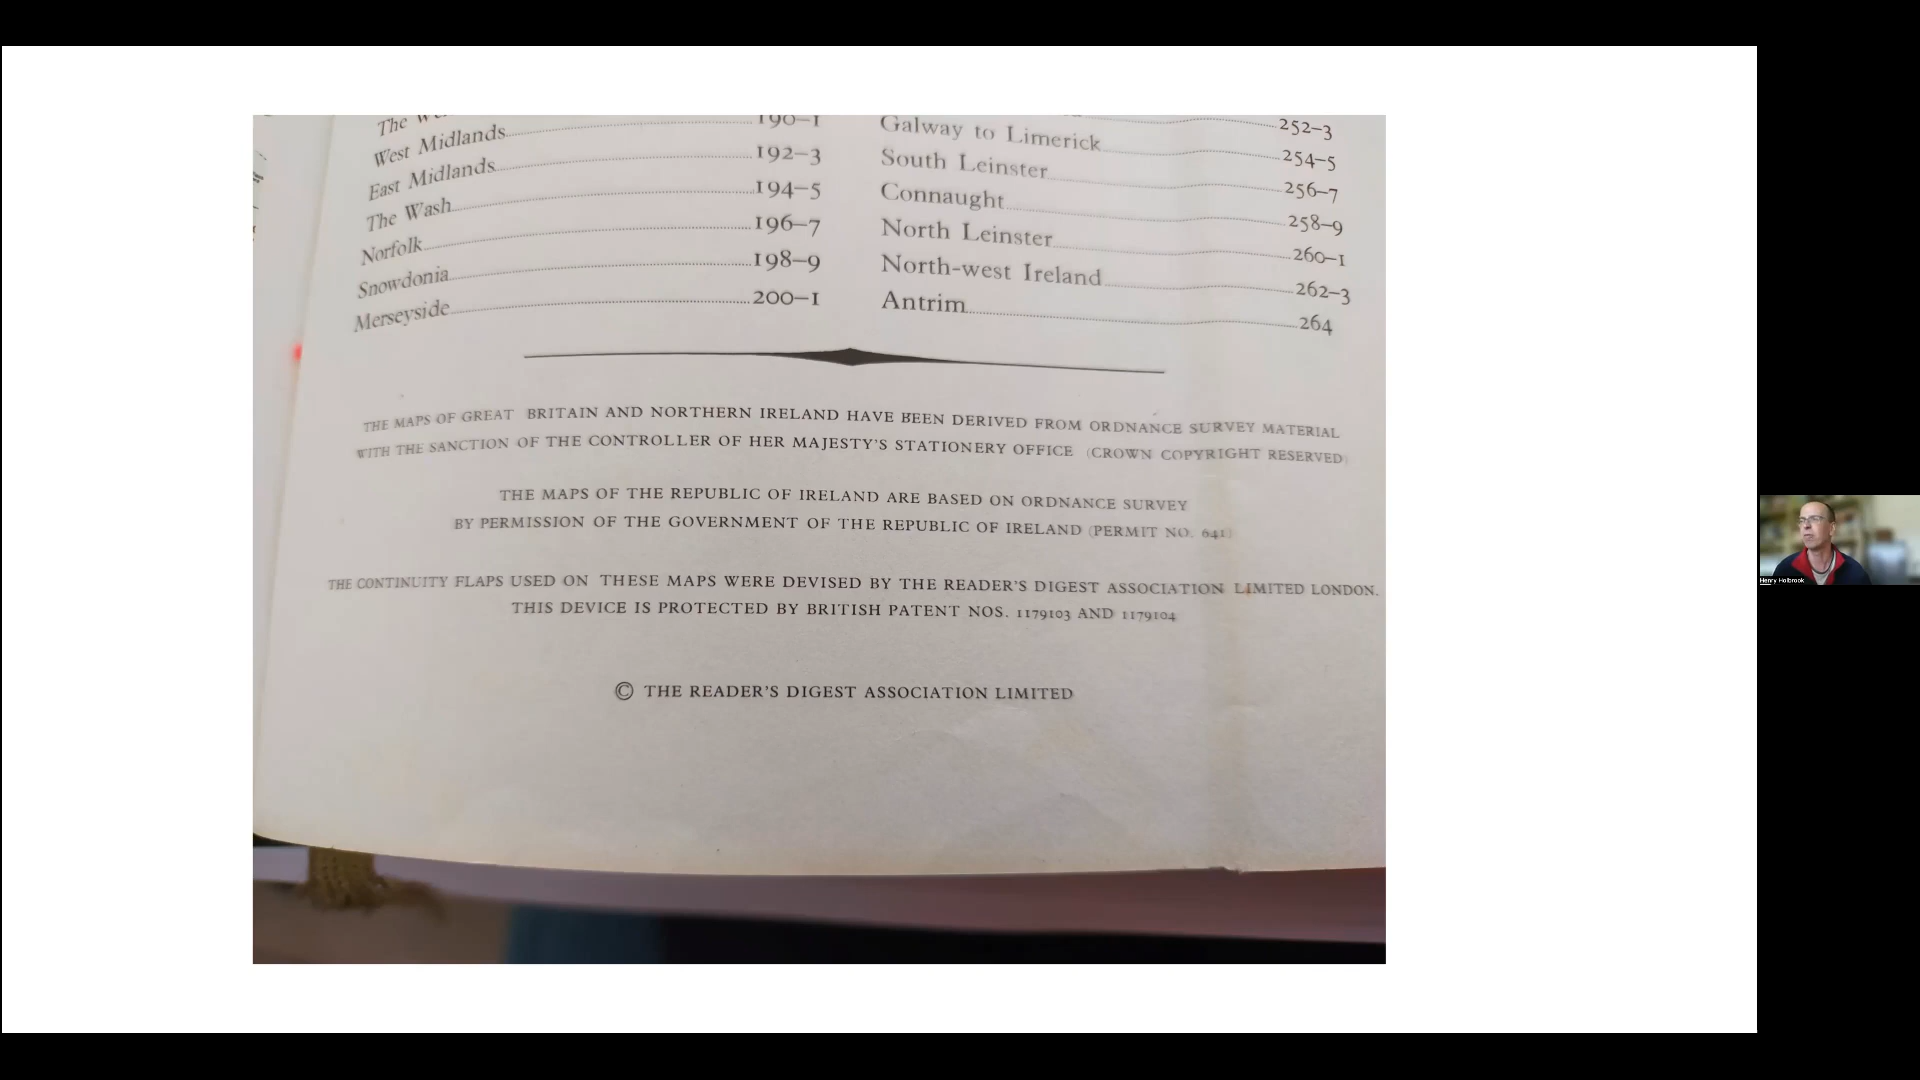 The
West Midlands 190–1
East Midlands 192–3
The Wash 194–5
Norfolk 196–7
Snowdonia 198–9
Merseyside 200–1
252–3
Galway to Limerick 254–5
South Leinster 256–7
Connaught 258–9
North Leinster 260–1
North-west Ireland 262–3
Antrim 264
THE MAPS OF GREAT BRITAIN AND NORTHERN IRELAND HAVE BEEN DERIVED FROM ORDNANCE SURVEY MATERIAL
WITH THE SANCTION OF THE CONTROLLER OF HER MAJESTY'S STATIONERY OFFICE (CROWN COPYRIGHT RESERVED)
THE MAPS OF THE REPUBLIC OF IRELAND ARE BASED ON ORDNANCE SURVEY
BY PERMISSION OF THE GOVERNMENT OF THE REPUBLIC OF IRELAND (PERMIT NO. 641)
THE CONTINUITY FLAPS USED ON THESE MAPS WERE DEVISED BY THE READER'S DIGEST ASSOCIATION LIMITED LONDON.
THIS DEVICE IS PROTECTED BY BRITISH PATENT NOS. 1179103 AND 1179104
© THE READER'S DIGEST ASSOCIATION LIMITED
Henry Holbrook